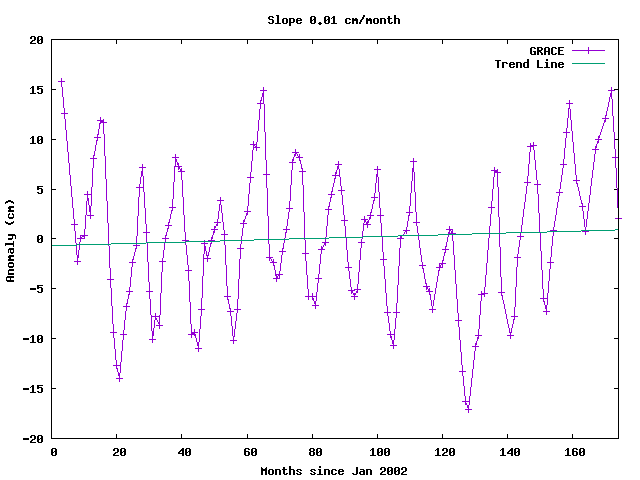 Slope 0.01 cm/month
GRACE
Trend Line
Anomaly (cm)
20
15
10
5
0
-5
-10
-15
-20
0 20 40 60 80 100 120 140 160
Months since Jan 2002